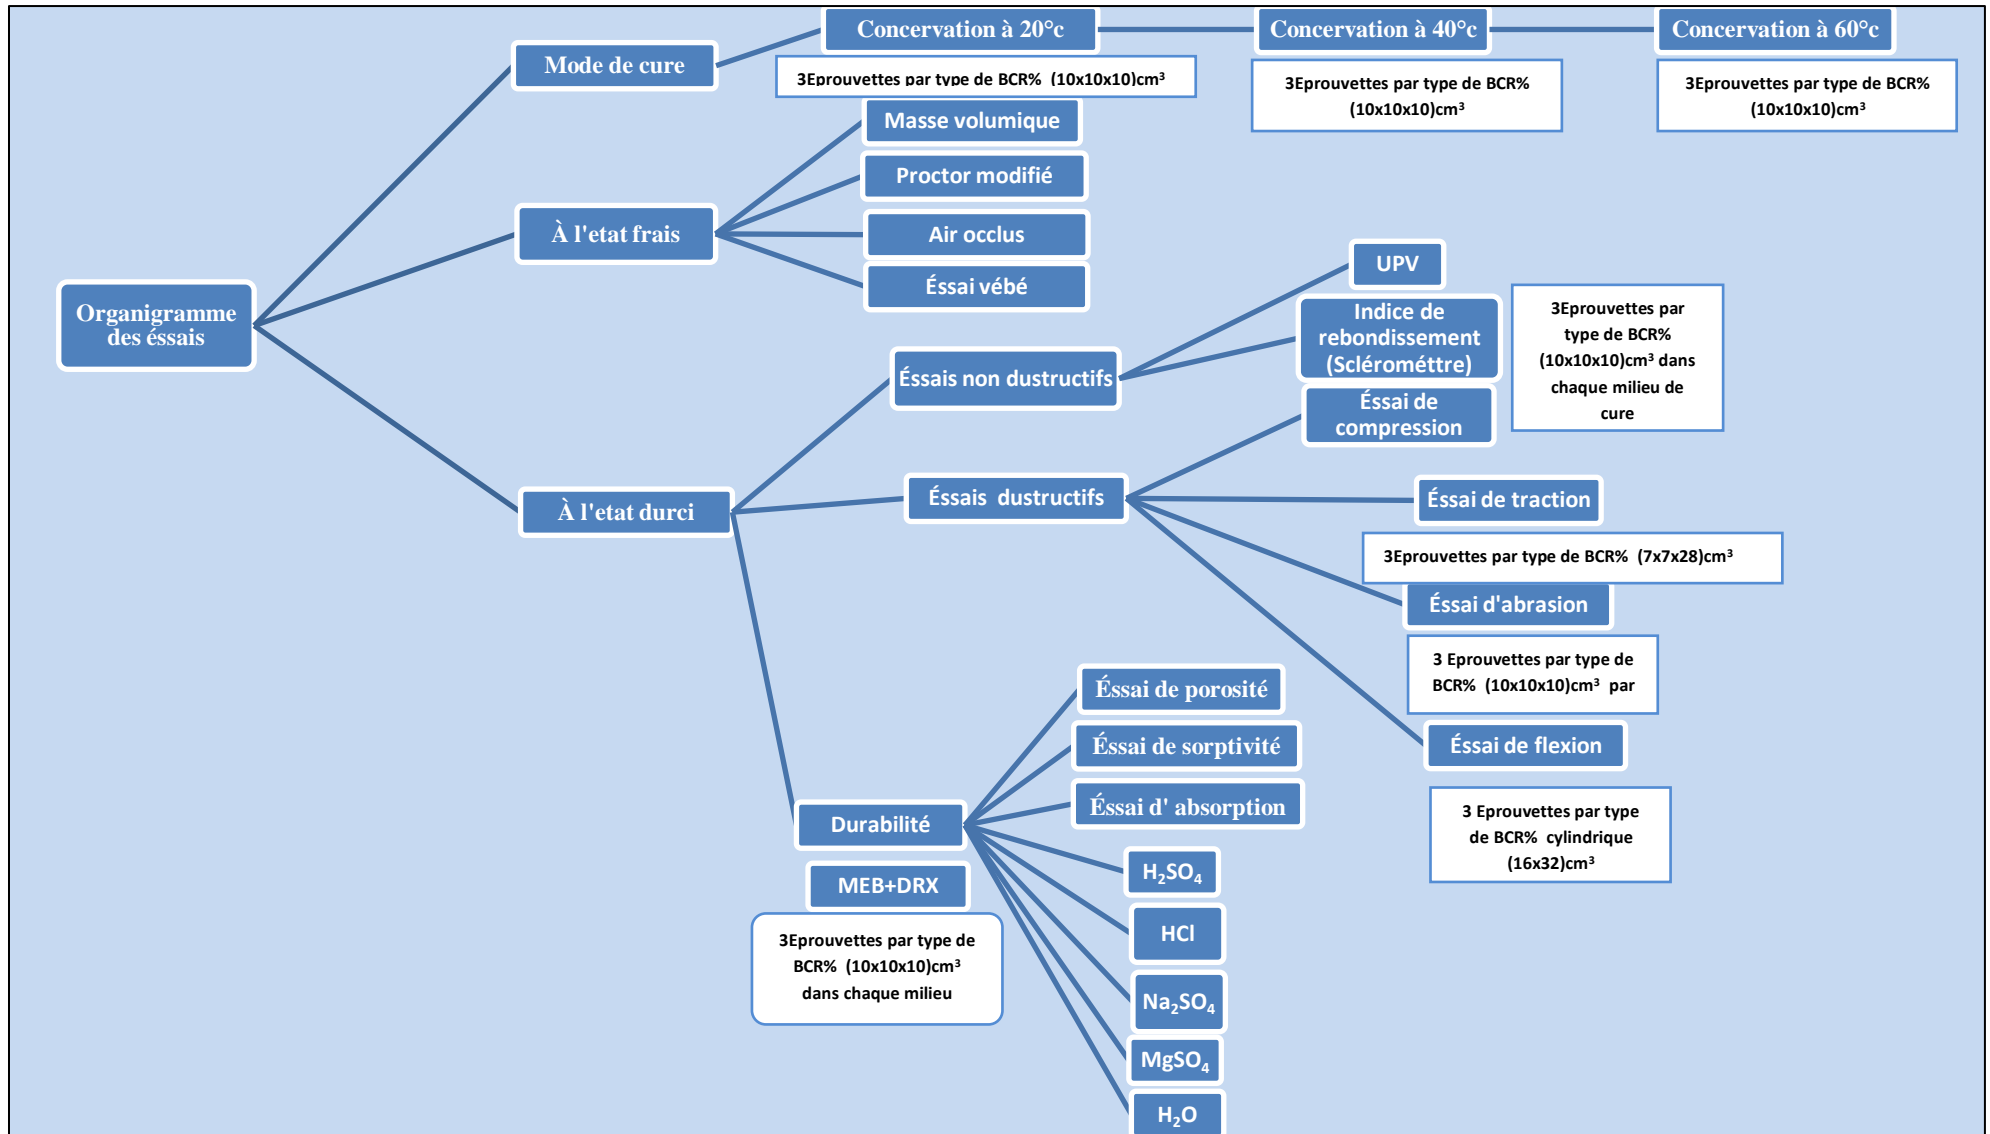 Concervation à 20°c
Concervation à 40°c
Concervation à 60°c
Mode de cure
3Eprouvettes par type de BCR% (10x10x10)cm³
3Eprouvettes par type de BCR%
(10x10x10)cm³
3Eprouvettes par type de BCR%
(10x10x10)cm³
Masse volumique
Proctor modifié
À l'etat frais
Air occlus
Éssai vébé
Organigramme
des éssais
UPV
Indice de
rebondissement
(Sclérométtre)
3Eprouvettes par
type de BCR%
(10x10x10)cm³ dans
chaque milieu de
cure
Éssais non dustructifs
Éssai de
compression
Éssais dustructifs
À l'etat durci
Éssai de traction
3Eprouvettes par type de BCR% (7x7x28)cm³
Éssai d'abrasion
3 Eprouvettes par type de
BCR% (10x10x10)cm³ par
Éssai de flexion
3 Eprouvettes par type
de BCR% cylindrique
(16x32)cm³
Éssai de porosité
Éssai de sorptivité
Éssai d' absorption
Durabilité
MEB+DRX
3Eprouvettes par type de
BCR% (10x10x10)cm³
dans chaque milieu
H₂SO₄
HCl
Na₂SO₄
MgSO₄
H₂O